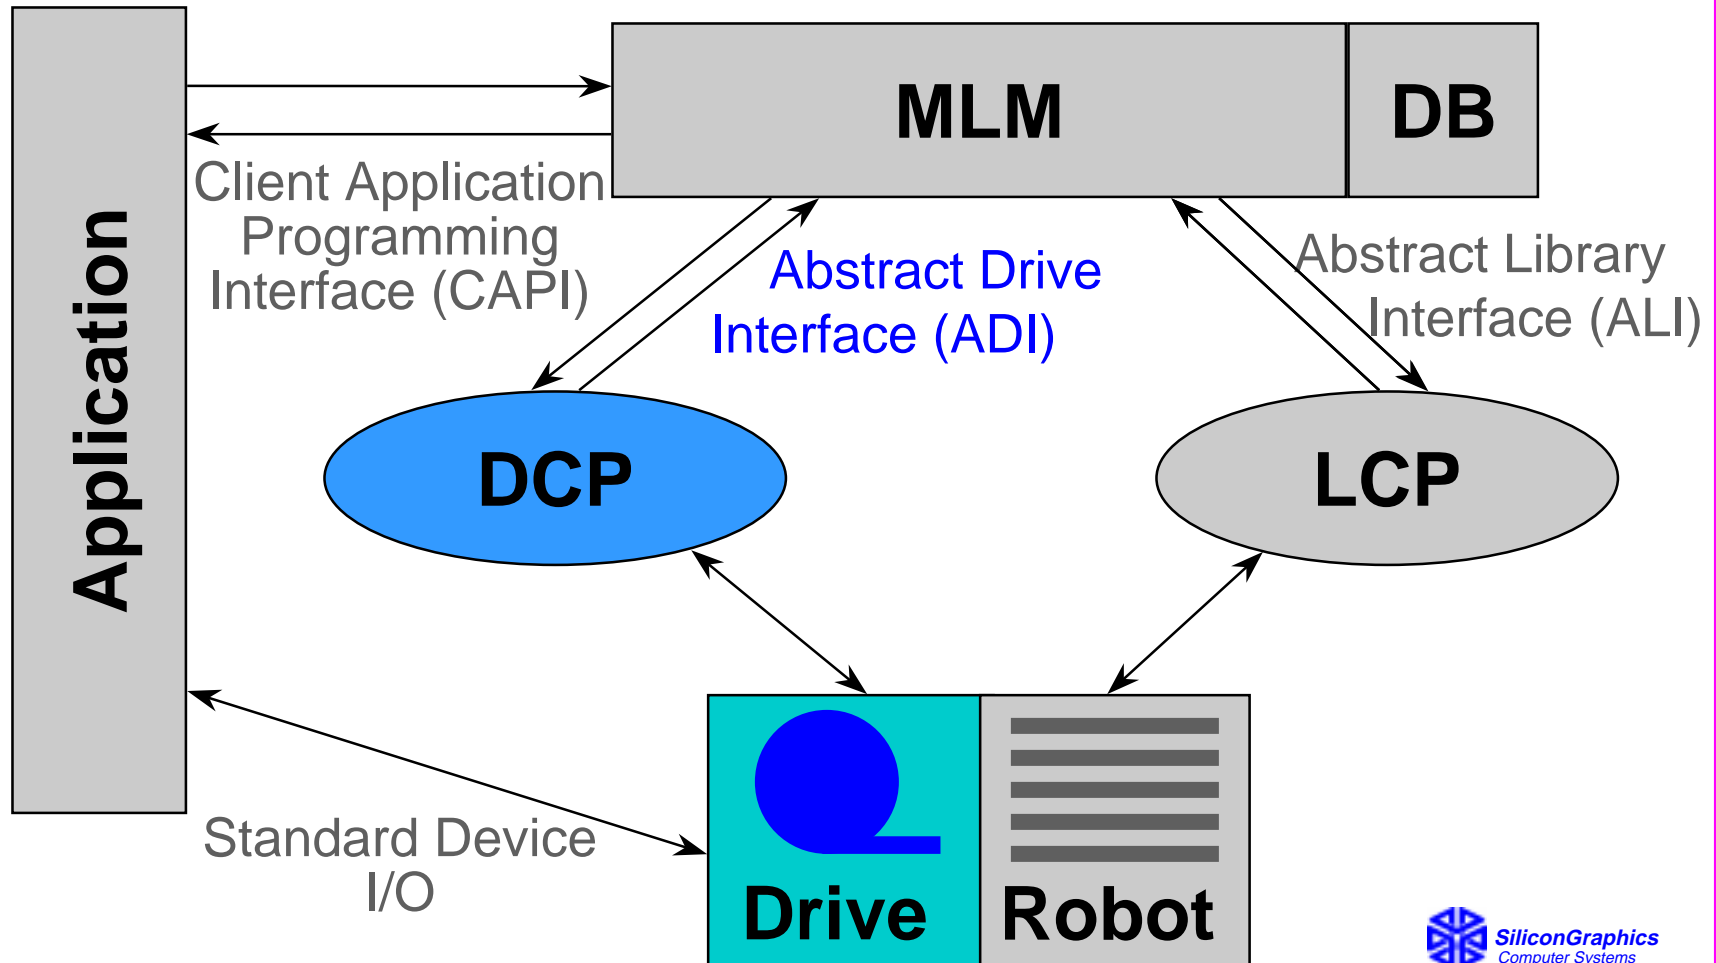 Application
MLM
DB
Client Application
Programming
Interface (CAPI)
Abstract Drive
Interface (ADI)
Abstract Library
Interface (ALI)
DCP
LCP
Standard Device
I/O
Drive
Robot
SiliconGraphics
Computer Systems